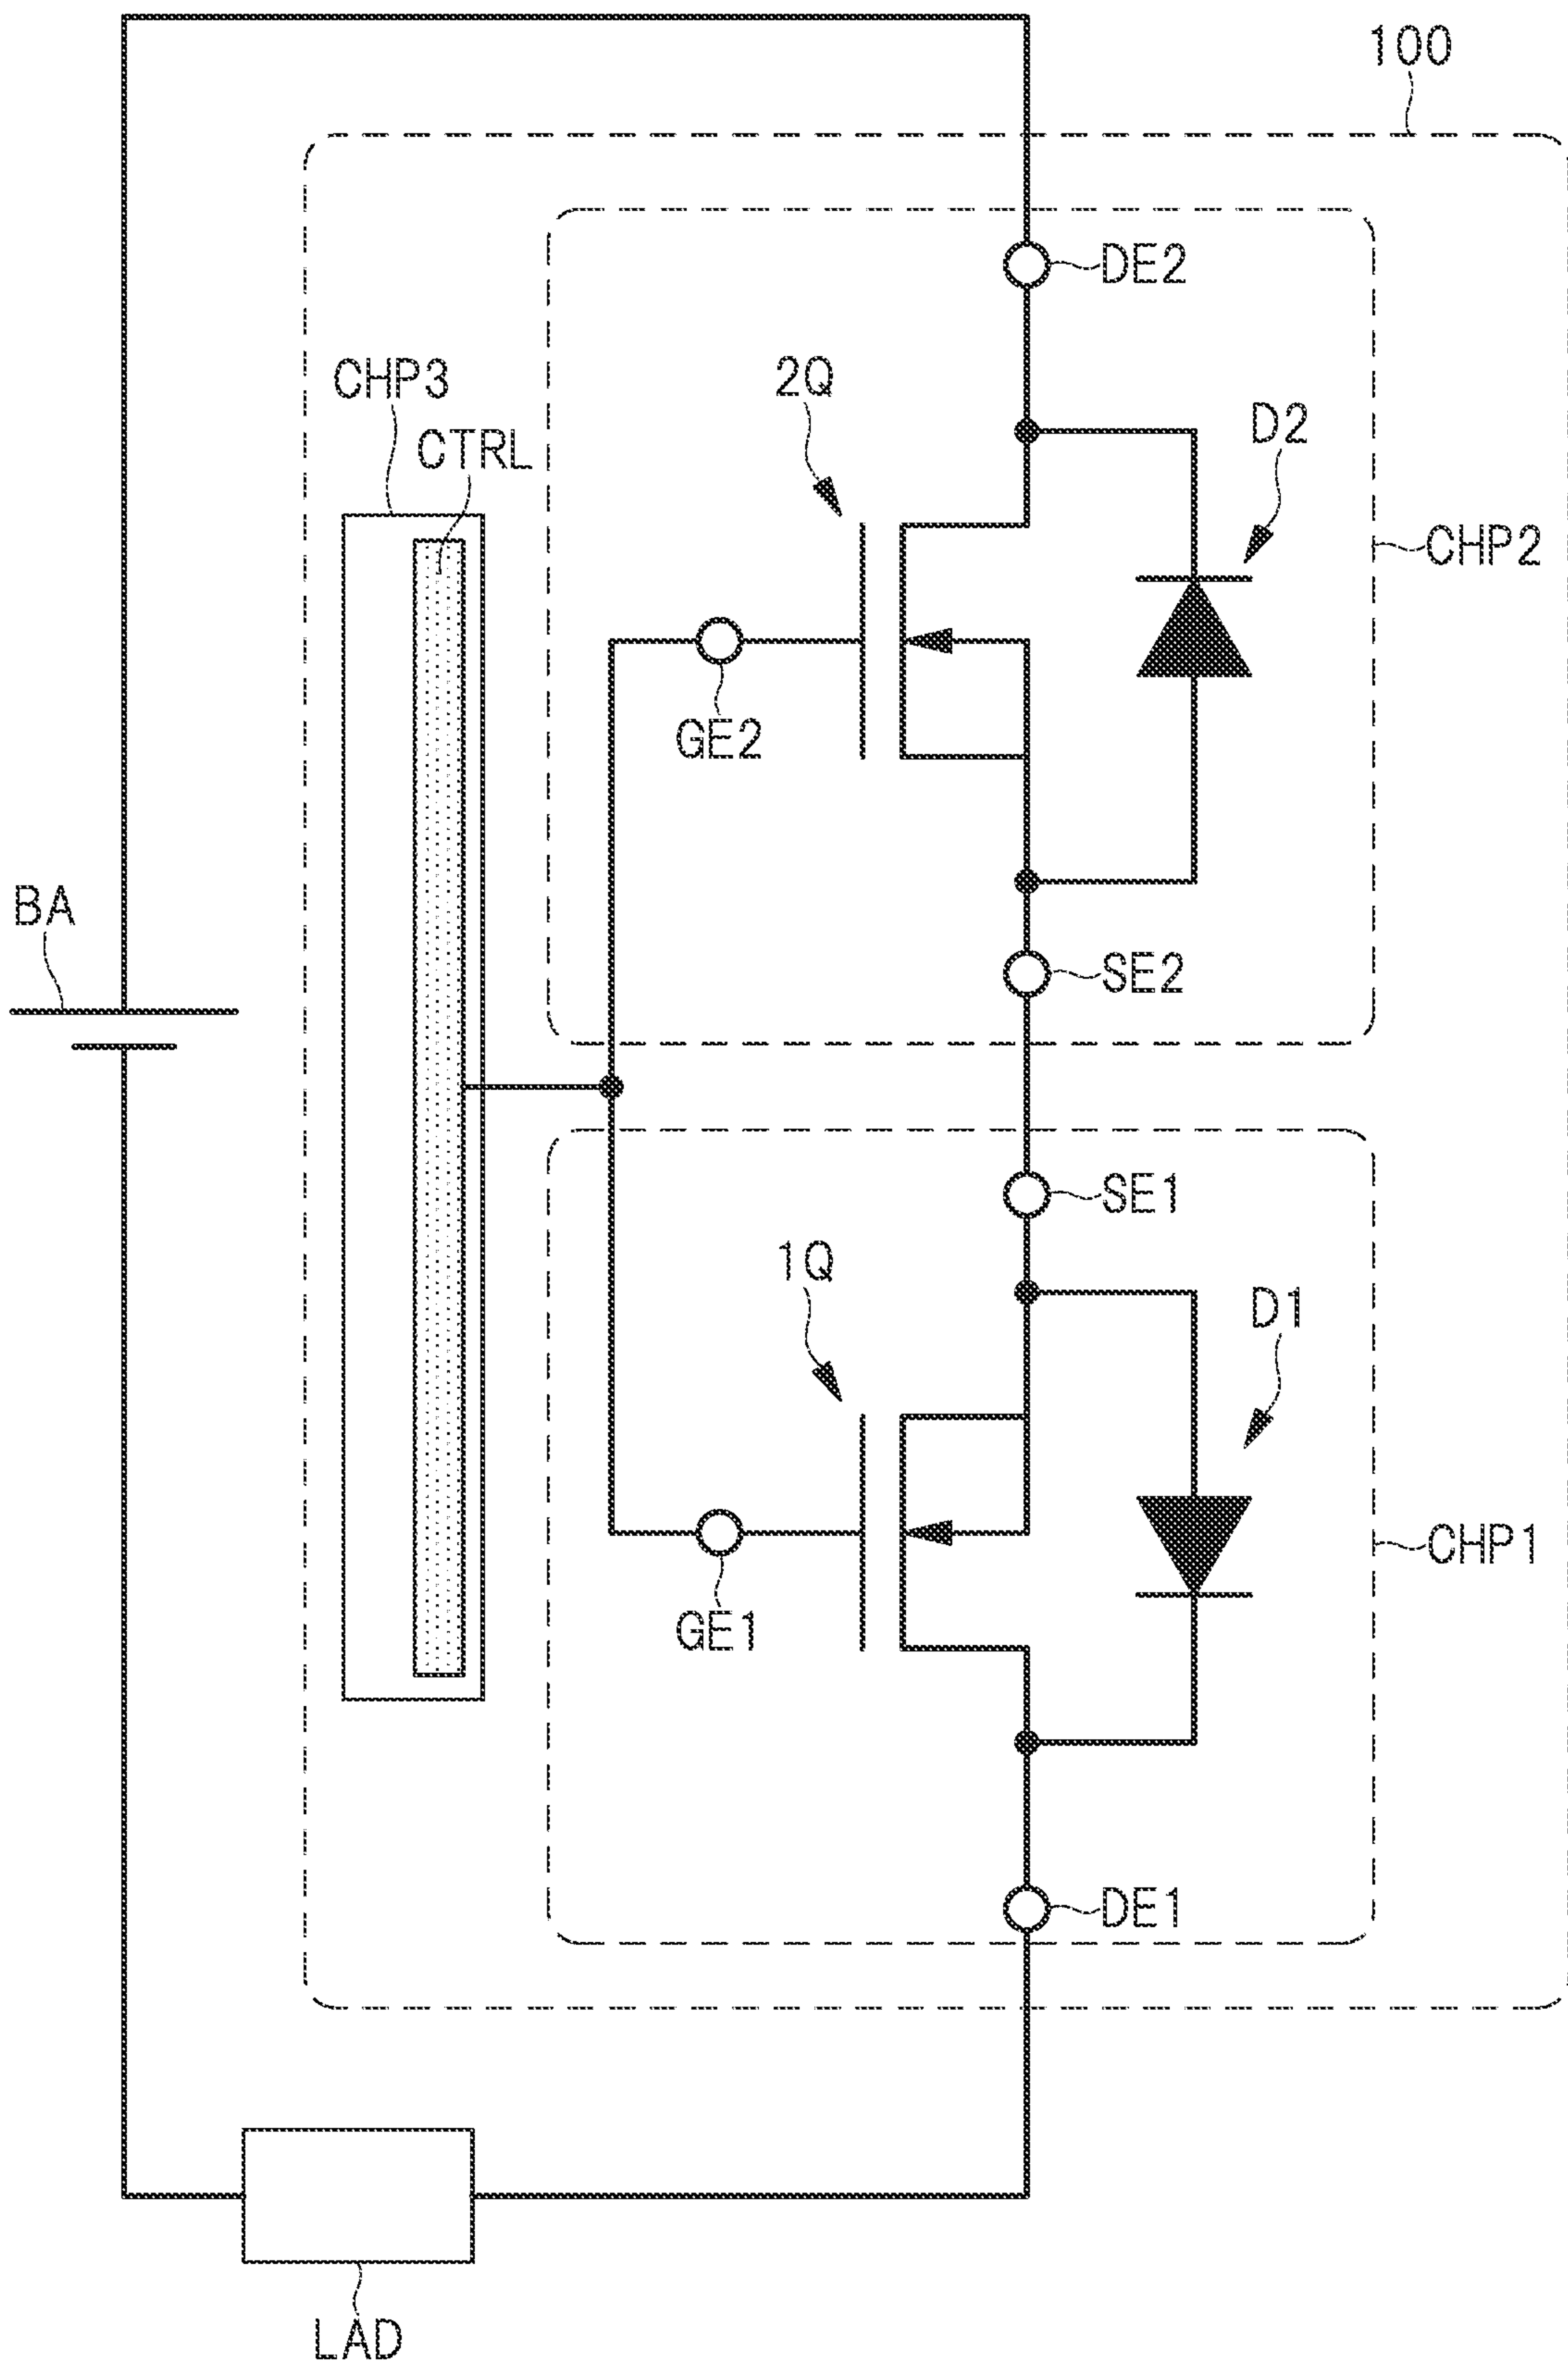 100
DE2
CHP3
2Q
CTRL
D2
CHP2
GE2
BA
SE2
SE1
1Q
D1
CHP1
GE1
DE1
LAD